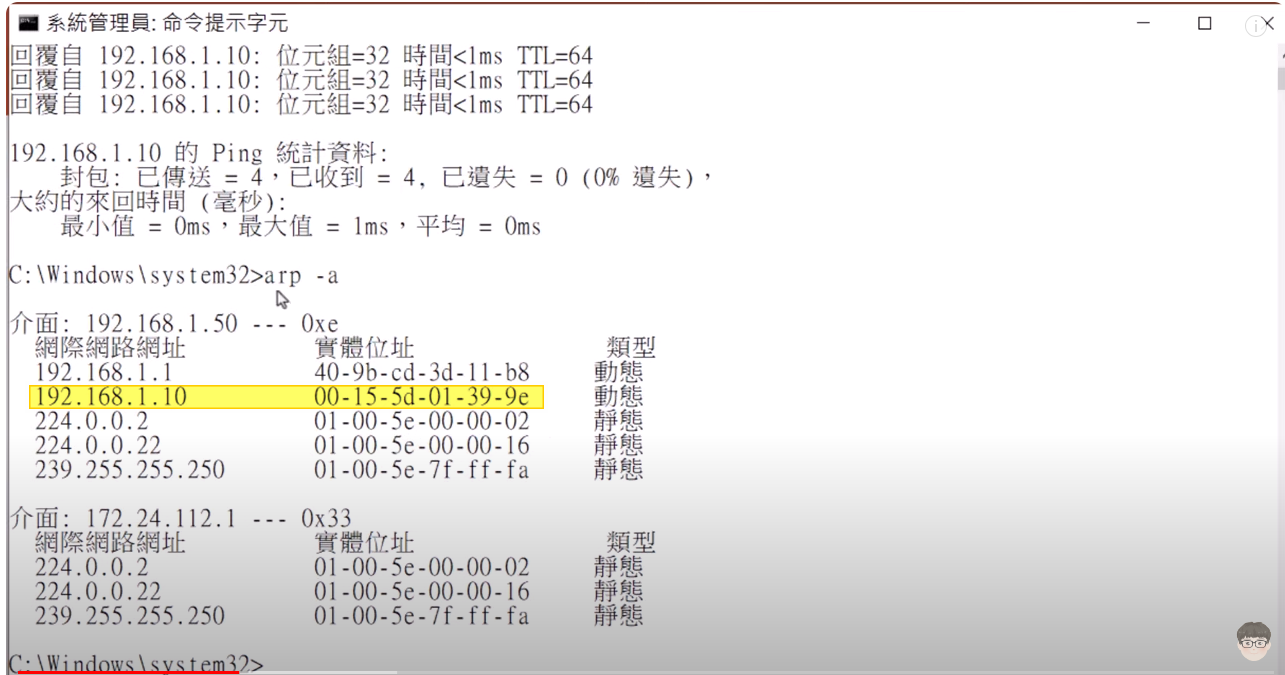 系統管理員: 命令提示字元
回覆自 192.168.1.10: 位元組=32 時間<1ms TTL=64
回覆自 192.168.1.10: 位元組=32 時間<1ms TTL=64
回覆自 192.168.1.10: 位元組=32 時間<1ms TTL=64
192.168.1.10 的 Ping 統計資料:
封包: 已傳送 = 4，已收到 = 4, 已遺失 = 0 (0% 遺失)，
大約的來回時間 (毫秒):
最小值 = 0ms，最大值 = 1ms，平均 = 0ms
C:\Windows\system32>arp -a
介面: 192.168.1.50 --- 0xe
網際網路網址 實體位址 類型
192.168.1.1 40-9b-cd-3d-11-b8 動態
192.168.1.10 00-15-5d-01-39-9e 動態
224.0.0.2 01-00-5e-00-00-02 靜態
224.0.0.22 01-00-5e-00-00-16 靜態
239.255.255.250 01-00-5e-7f-ff-fa 靜態
介面: 172.24.112.1 --- 0x33
網際網路網址 實體位址 類型
224.0.0.2 01-00-5e-00-00-02 靜態
224.0.0.22 01-00-5e-00-00-16 靜態
239.255.255.250 01-00-5e-7f-ff-fa 靜態
C:\Windows\system32>